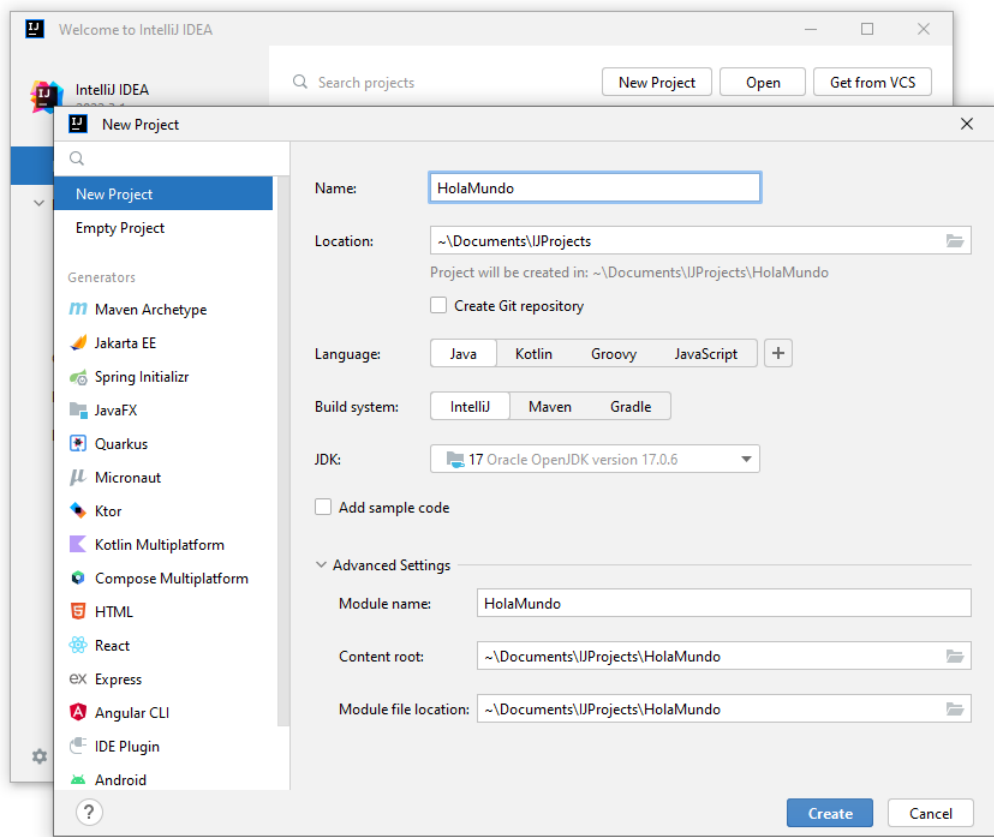 Welcome to IntelliJ IDEA
IntelliJ IDEA
Search projects
New Project
Open
Get from VCS
New Project
New Project
Empty Project
Generators
Maven Archetype
Jakarta EE
Spring Initializr
JavaFX
Quarkus
Micronaut
Ktor
Kotlin Multiplatform
Compose Multiplatform
HTML
React
Express
Angular CLI
IDE Plugin
Android
Name: HolaMundo
Location: ~\Documents\IJProjects
Project will be created in: ~\Documents\IJProjects\HolaMundo
Create Git repository
Language: Java Kotlin Groovy JavaScript +
Build system: IntelliJ Maven Gradle
JDK: 17 Oracle OpenJDK version 17.0.6
Add sample code
Advanced Settings
Module name: HolaMundo
Content root: ~\Documents\IJProjects\HolaMundo
Module file location: ~\Documents\IJProjects\HolaMundo
? Create Cancel